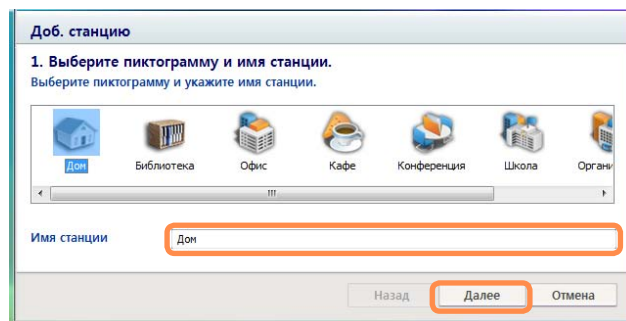 Доб. станцию
1. Выберите пиктограмму и имя станции.
Выберите пиктограмму и укажите имя станции.
Дом Библиотека Офис Кафе Конференция Школа Органи
Имя станции Дом
Назад Далее Отмена